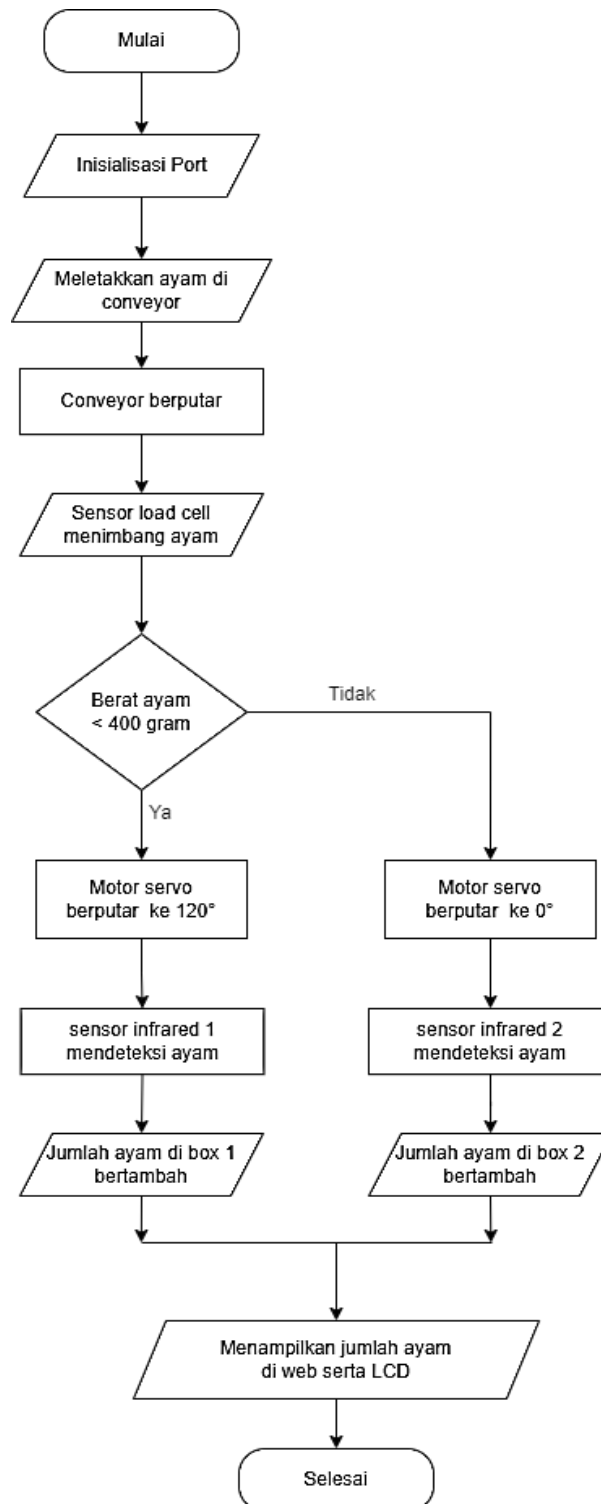 Mulai
Inisialisasi Port
Meletakkan ayam di
conveyor
Conveyor berputar
Sensor load cell
menimbang ayam
Berat ayam
< 400 gram
Tidak
Ya
Motor servo
berputar ke 120°
Motor servo
berputar ke 0°
sensor infrared 1
mendeteksi ayam
sensor infrared 2
mendeteksi ayam
Jumlah ayam di box 1
bertambah
Jumlah ayam di box 2
bertambah
Menampilkan jumlah ayam
di web serta LCD
Selesai